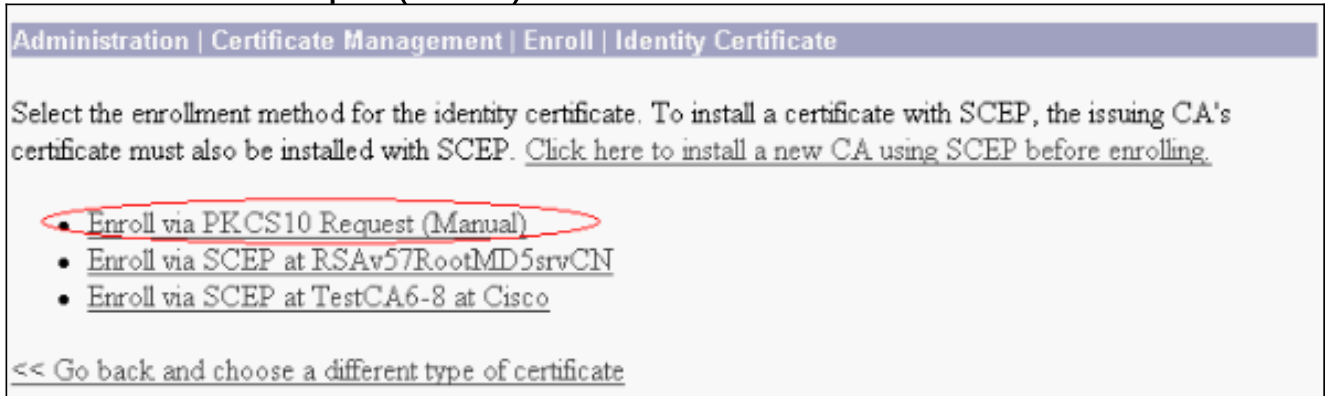 Administration | Certificate Management | Enroll | Identity Certificate
Select the enrollment method for the identity certificate. To install a certificate with SCEP, the issuing CA's
certificate must also be installed with SCEP. Click here to install a new CA using SCEP before enrolling.
• Enroll via PKCS10 Request (Manual)
• Enroll via SCEP at RSAv57RootMD5srvCN
• Enroll via SCEP at TestCA6-8 at Cisco
<< Go back and choose a different type of certificate